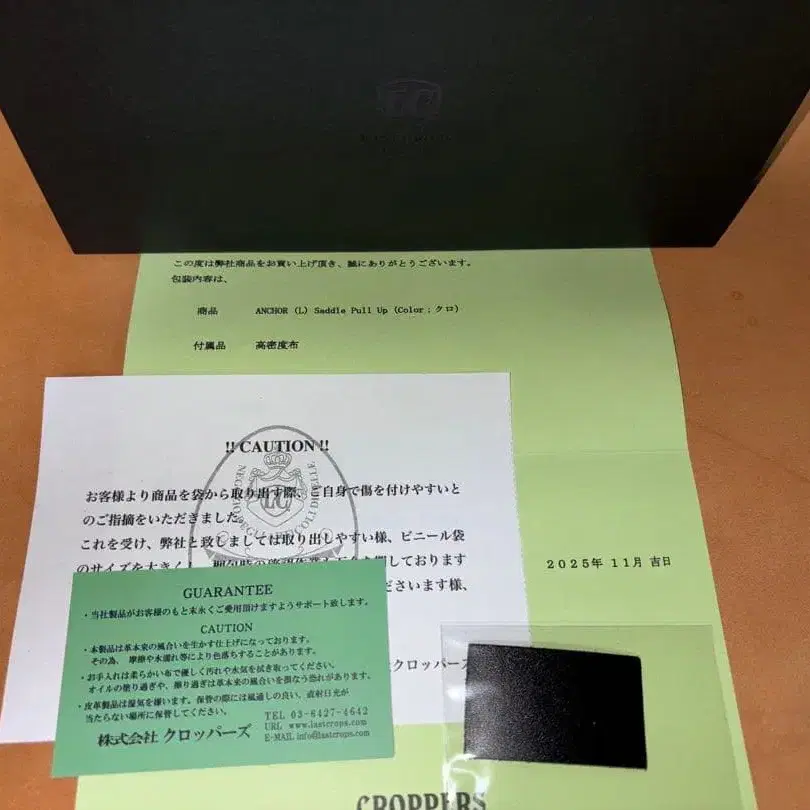 この度は弊社商品をお買い上げ頂き、誠にありがとうございます。
包装内容は、
商品 ANCHOR (L) Saddle Pull Up (Color ; クロ)
付属品 高密度布
!! CAUTION !!
お客様より商品を袋から取り出す際、ご自身で傷を付けやすいと
のご指摘をいただきました。
これを受け、弊社と致しましては取り出しやすい様、ビニール袋
のサイズを大きくし
しております
ださいます様、
クロッパーズ
2025年 11月 吉日
GUARANTEE
・当社製品がお客様のもと末永くご愛用頂けますようサポート致します。
CAUTION
・本製品は革本来の風合いを生かす仕上げになっております。
その為、摩擦や水濡れ等により色落ちすることがあります。
・お手入れは柔らかい布で優しく汚れや水気を拭き取ってください。
オイルの塗り過ぎや、擦り過ぎは革本来の風合いを損なう恐れがあります。
・皮革製品は湿気を嫌います。保管の際には風通しの良い、直射日光が
当たらない場所に保管してください。
TEL 03-6427-4642
URL www.lastcrops.com
E-MAIL info@lastcrops.com
株式会社 クロッパーズ
CROPPERS